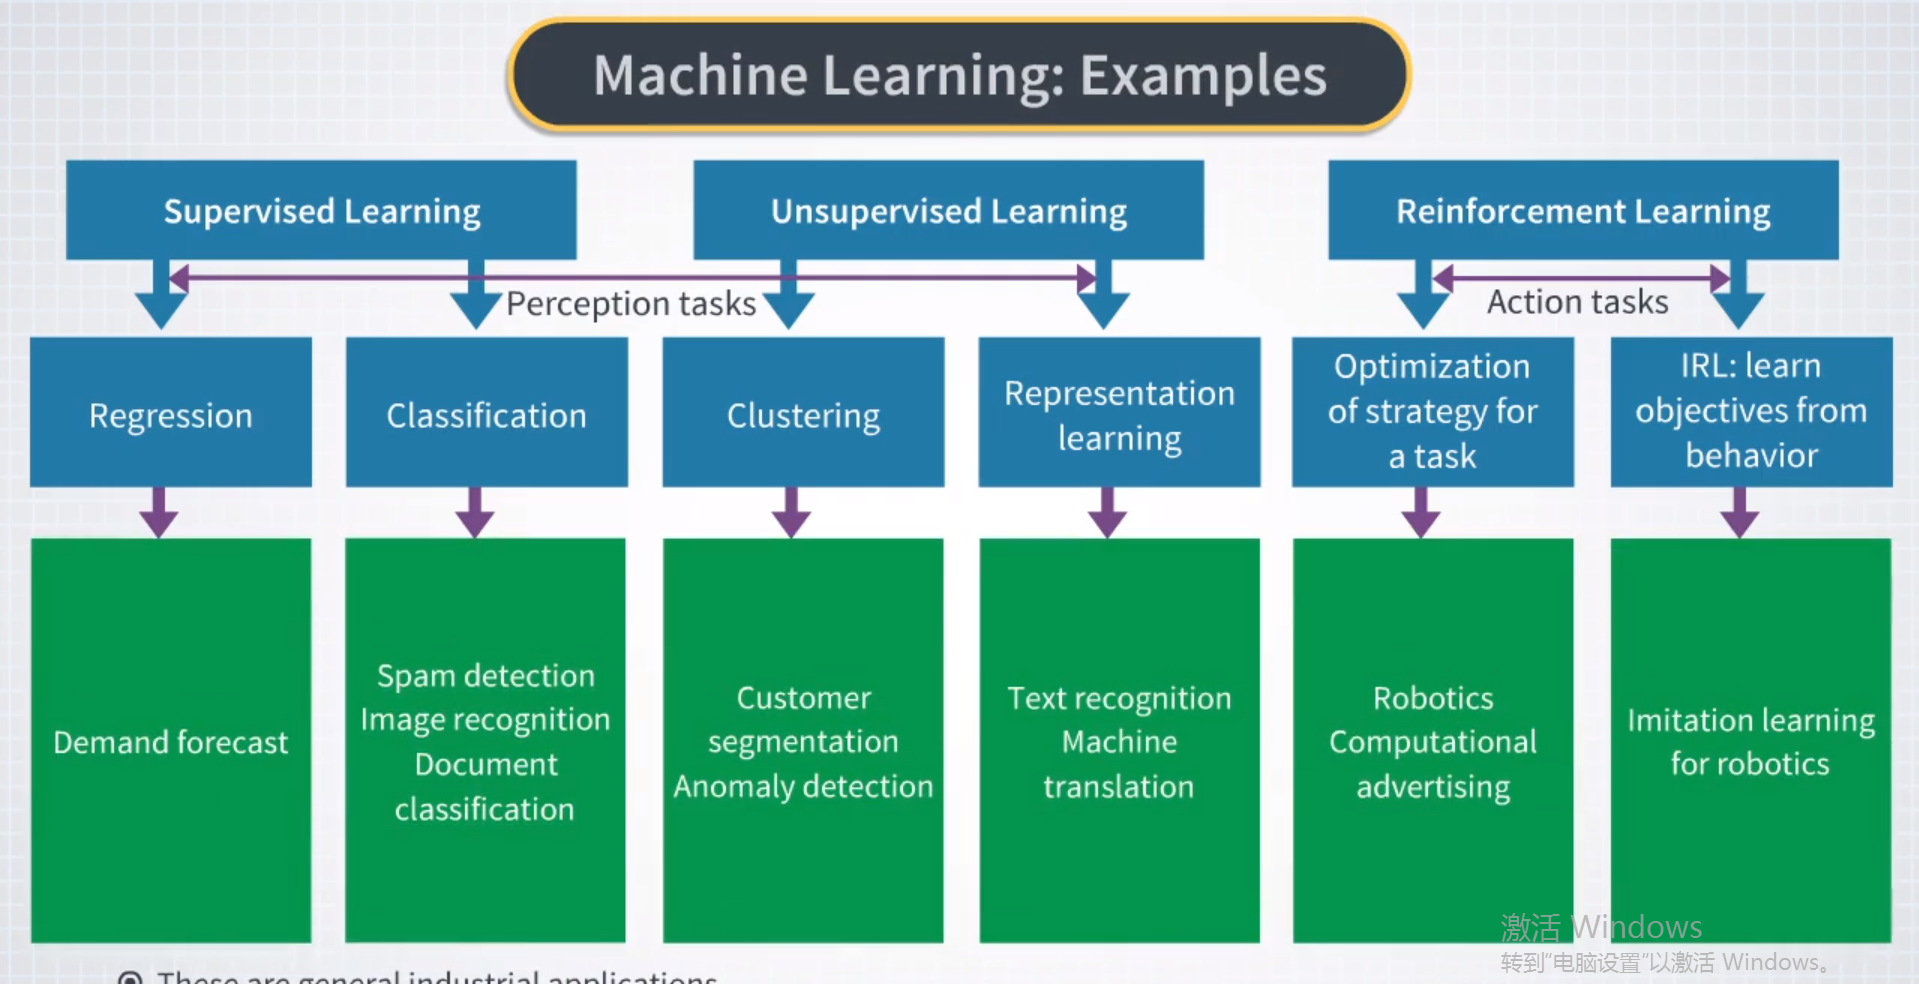 Machine Learning: Examples
Supervised Learning
Unsupervised Learning
Reinforcement Learning
Perception tasks
Action tasks
Regression
Classification
Clustering
Representation
learning
Optimization
of strategy for
a task
IRL: learn
objectives from
behavior
Demand forecast
Spam detection
Image recognition
Document
classification
Customer
segmentation
Anomaly detection
Text recognition
Machine
translation
Robotics
Computational
advertising
Imitation learning
for robotics
These are general industrial applications
激活 Windows
转到“电脑设置”以激活 Windows。